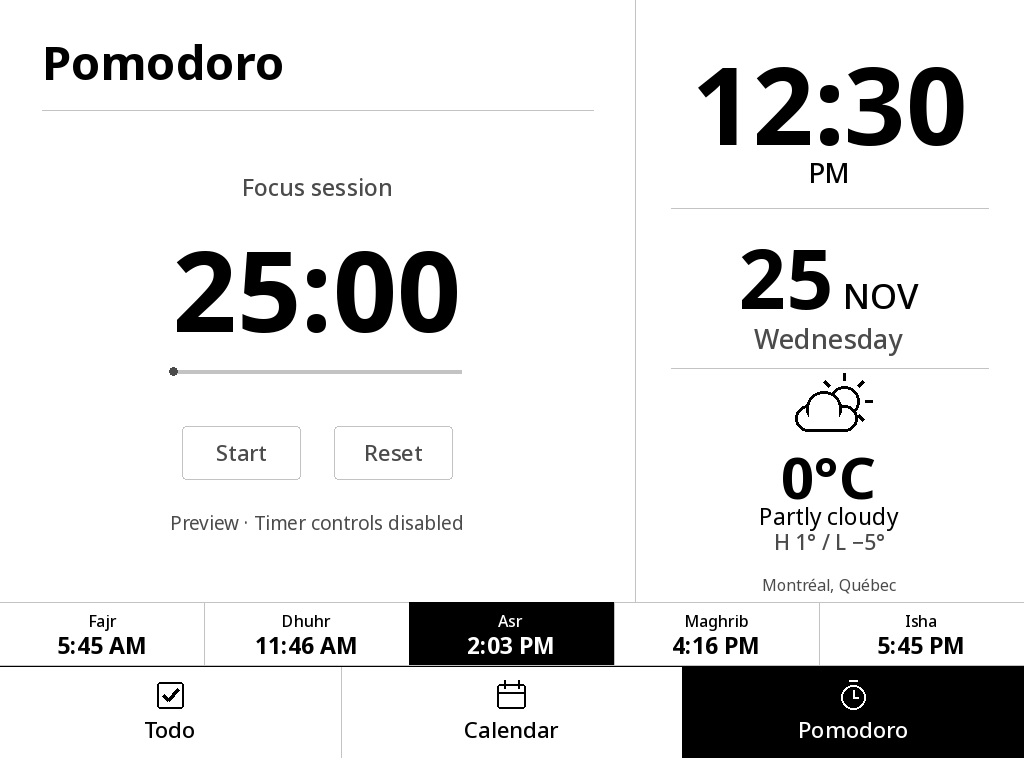 Pomodoro
Focus session
25:00
Start
Reset
Preview · Timer controls disabled
12:30
PM
25 NOV
Wednesday
0°C
Partly cloudy
H 1° / L −5°
Montréal, Québec
Fajr
5:45 AM
Dhuhr
11:46 AM
Asr
2:03 PM
Maghrib
4:16 PM
Isha
5:45 PM
Todo
Calendar
Pomodoro